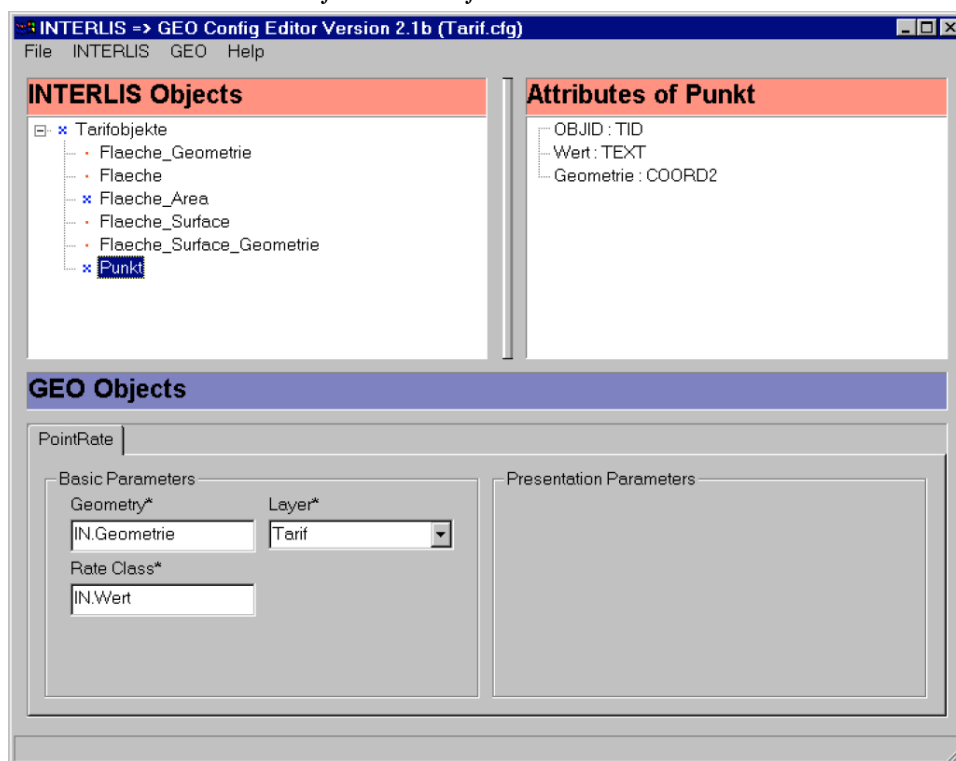 INTERLIS => GEO Config Editor Version 2.1b (Tarif.cfg)
File INTERLIS GEO Help
INTERLIS Objects
Tarifobjekte
Flaeche_Geometrie
Flaeche
Flaeche_Area
Flaeche_Surface
Flaeche_Surface_Geometrie
Punkt
Attributes of Punkt
OBJID : TID
Wert : TEXT
Geometrie : COORD2
GEO Objects
PointRate
Basic Parameters
Geometry* Layer*
IN.Geometrie Tarif
Rate Class*
IN.Wert
Presentation Parameters